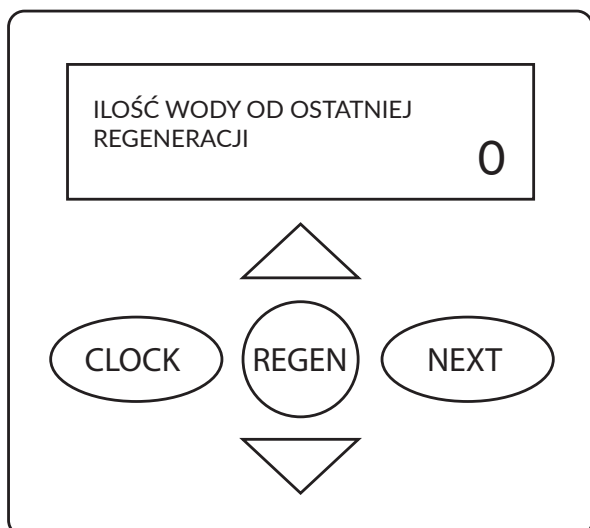 ILOŚĆ WODY OD OSTATNIEJ
REGENERACJI
0
CLOCK
REGEN
NEXT